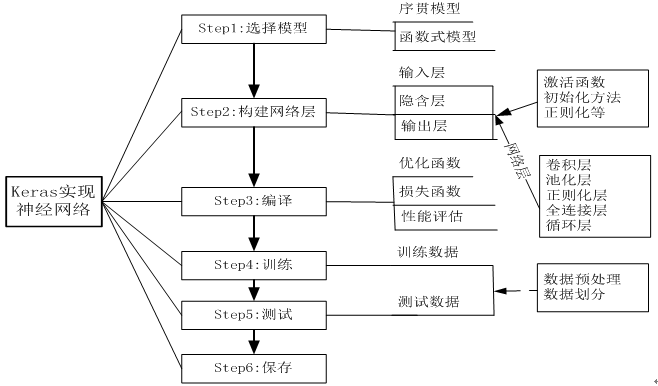 Keras实现
神经网络
Step1:选择模型
序贯模型
函数式模型
Step2:构建网络层
输入层
隐含层
输出层
激活函数
初始化方法
正则化等
网络层
卷积层
池化层
正则化层
全连接层
循环层
Step3:编译
优化函数
损失函数
性能评估
Step4:训练
训练数据
Step5:测试
测试数据
数据预处理
数据划分
Step6:保存